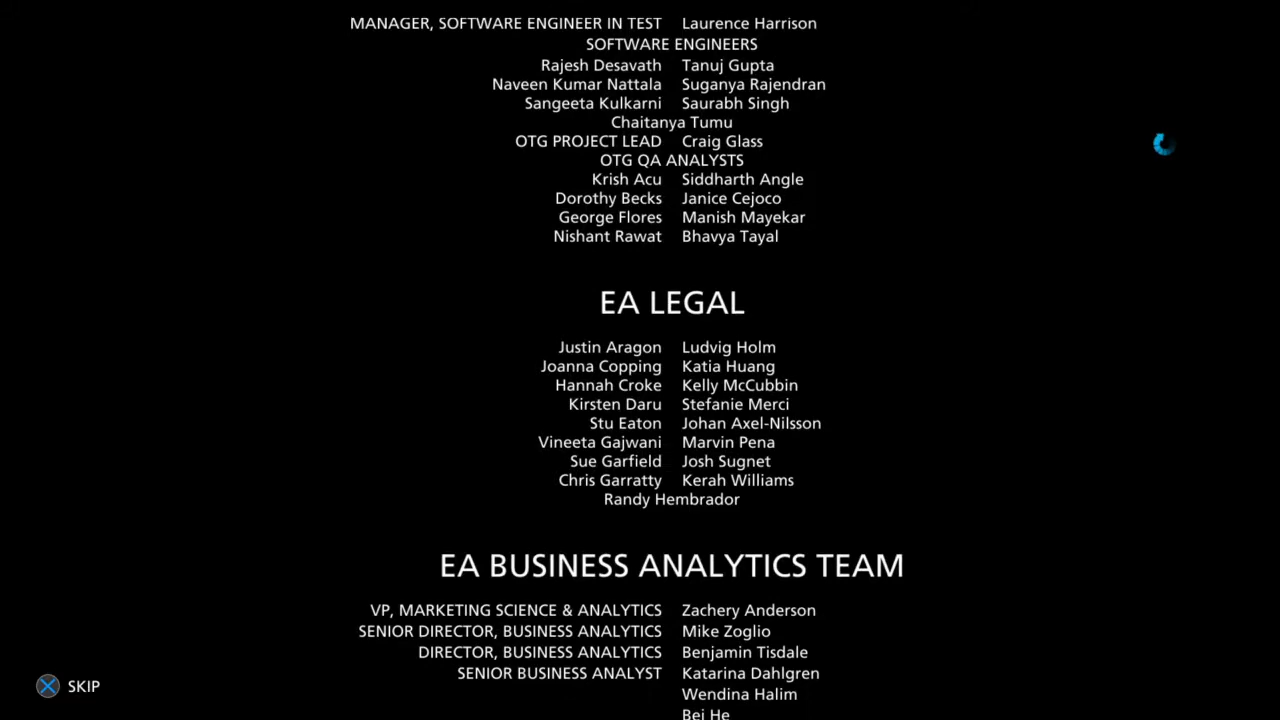 MANAGER, SOFTWARE ENGINEER IN TEST Laurence Harrison
SOFTWARE ENGINEERS
Rajesh Desavath Tanuj Gupta
Naveen Kumar Nattala Suganya Rajendran
Sangeeta Kulkarni Saurabh Singh
Chaitanya Tumu
OTG PROJECT LEAD Craig Glass
OTG QA ANALYSTS
Krish Acu Siddharth Angle
Dorothy Becks Janice Cejoco
George Flores Manish Mayekar
Nishant Rawat Bhavya Tayal
EA LEGAL
Justin Aragon Ludvig Holm
Joanna Copping Katia Huang
Hannah Croke Kelly McCubbin
Kirsten Daru Stefanie Merci
Stu Eaton Johan Axel-Nilsson
Vineeta Gajwani Marvin Pena
Sue Garfield Josh Sugnet
Chris Garratty Kerah Williams
Randy Hembrador
EA BUSINESS ANALYTICS TEAM
VP, MARKETING SCIENCE & ANALYTICS Zachery Anderson
SENIOR DIRECTOR, BUSINESS ANALYTICS Mike Zoglio
DIRECTOR, BUSINESS ANALYTICS Benjamin Tisdale
SENIOR BUSINESS ANALYST Katarina Dahlgren
Wendina Halim
Bei He
SKIP